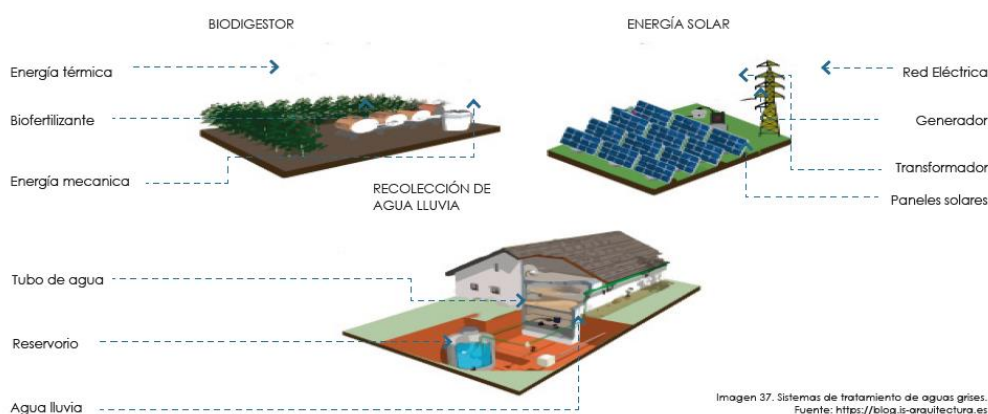 BIODIGESTOR
Energía térmica
Biofertilizante
Energía mecanica
ENERGÍA SOLAR
Red Eléctrica
Generador
Transformador
Paneles solares
RECOLECCIÓN DE
AGUA LLUVIA
Tubo de agua
Reservorio
Agua lluvia
Imagen 37. Sistemas de tratamiento de aguas grises.
Fuente: https://blog.is-arquitectura.es